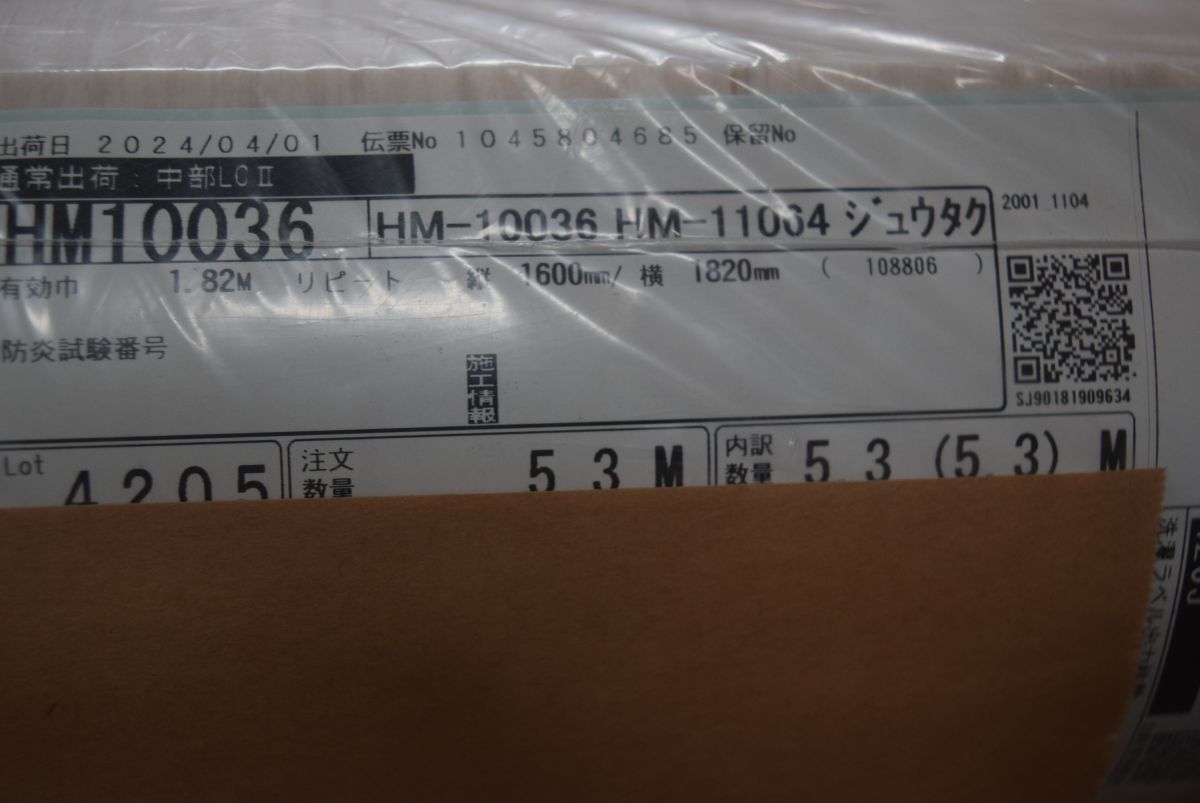 出荷日 2024/04/01 伝票No 1045804685 保留No
通常出荷：中部LCⅡ
HM10036 HM-10036 HM-11064 ジュウタク
2001 1104
有効巾 1.82M リピート 縦 1600mm/ 横 1820mm ( 108806 )
防炎試験番号
施工情報
SJ90181909634
Lot 4205
注文数量 5.3 M
内訳数量 5.3 (5.3) M